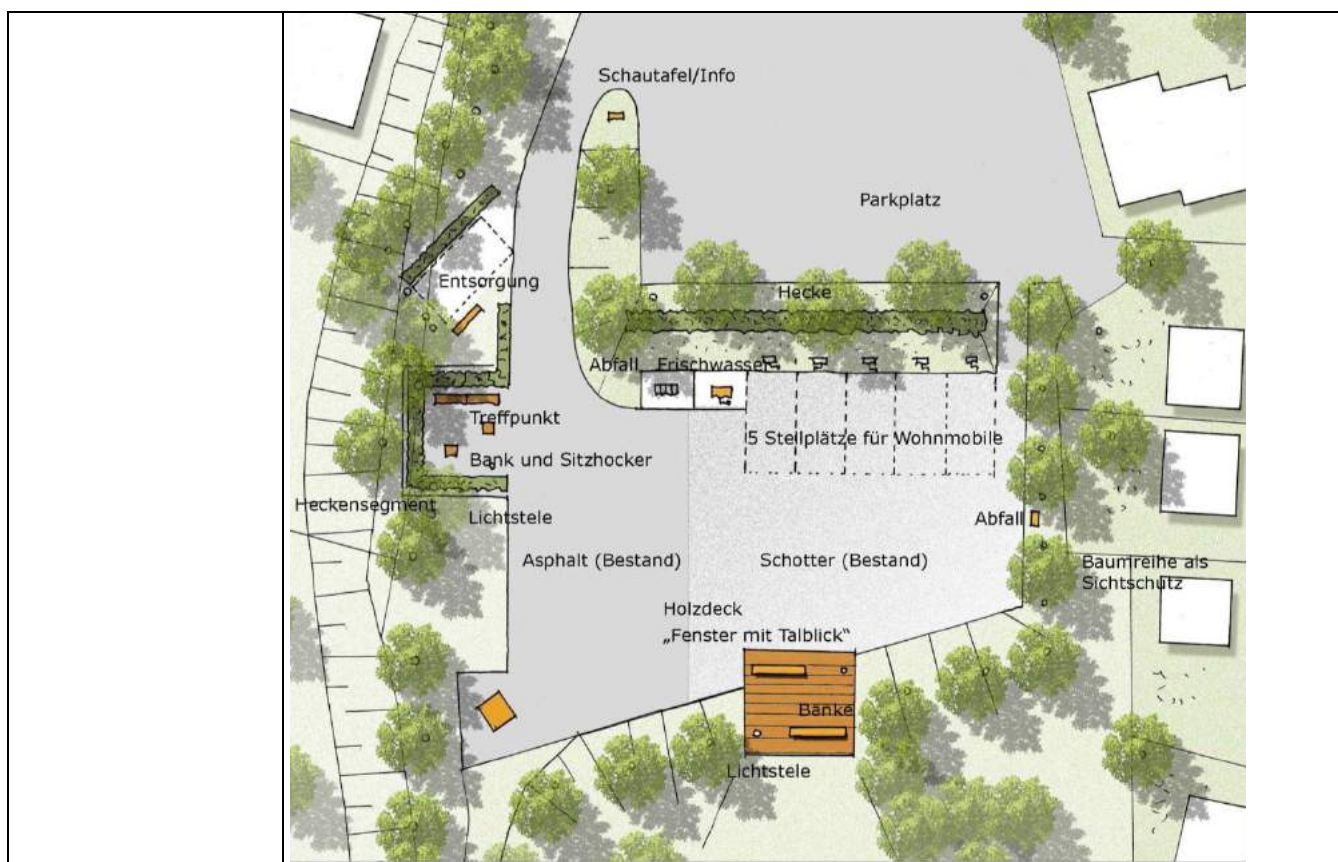 Schautafel/Info
Parkplatz
Entsorgung
Hecke
Abfall
Frischwasser
Treffpunkt
5 Stellplätze für Wohnmobile
Bank und Sitzhocker
Heckensegment
Lichtstele
Abfall
Asphalt (Bestand)
Schotter (Bestand)
Baumreihe als
Sichtschutz
Holzdeck
„Fenster mit Talblick“
Bänke
Lichtstele